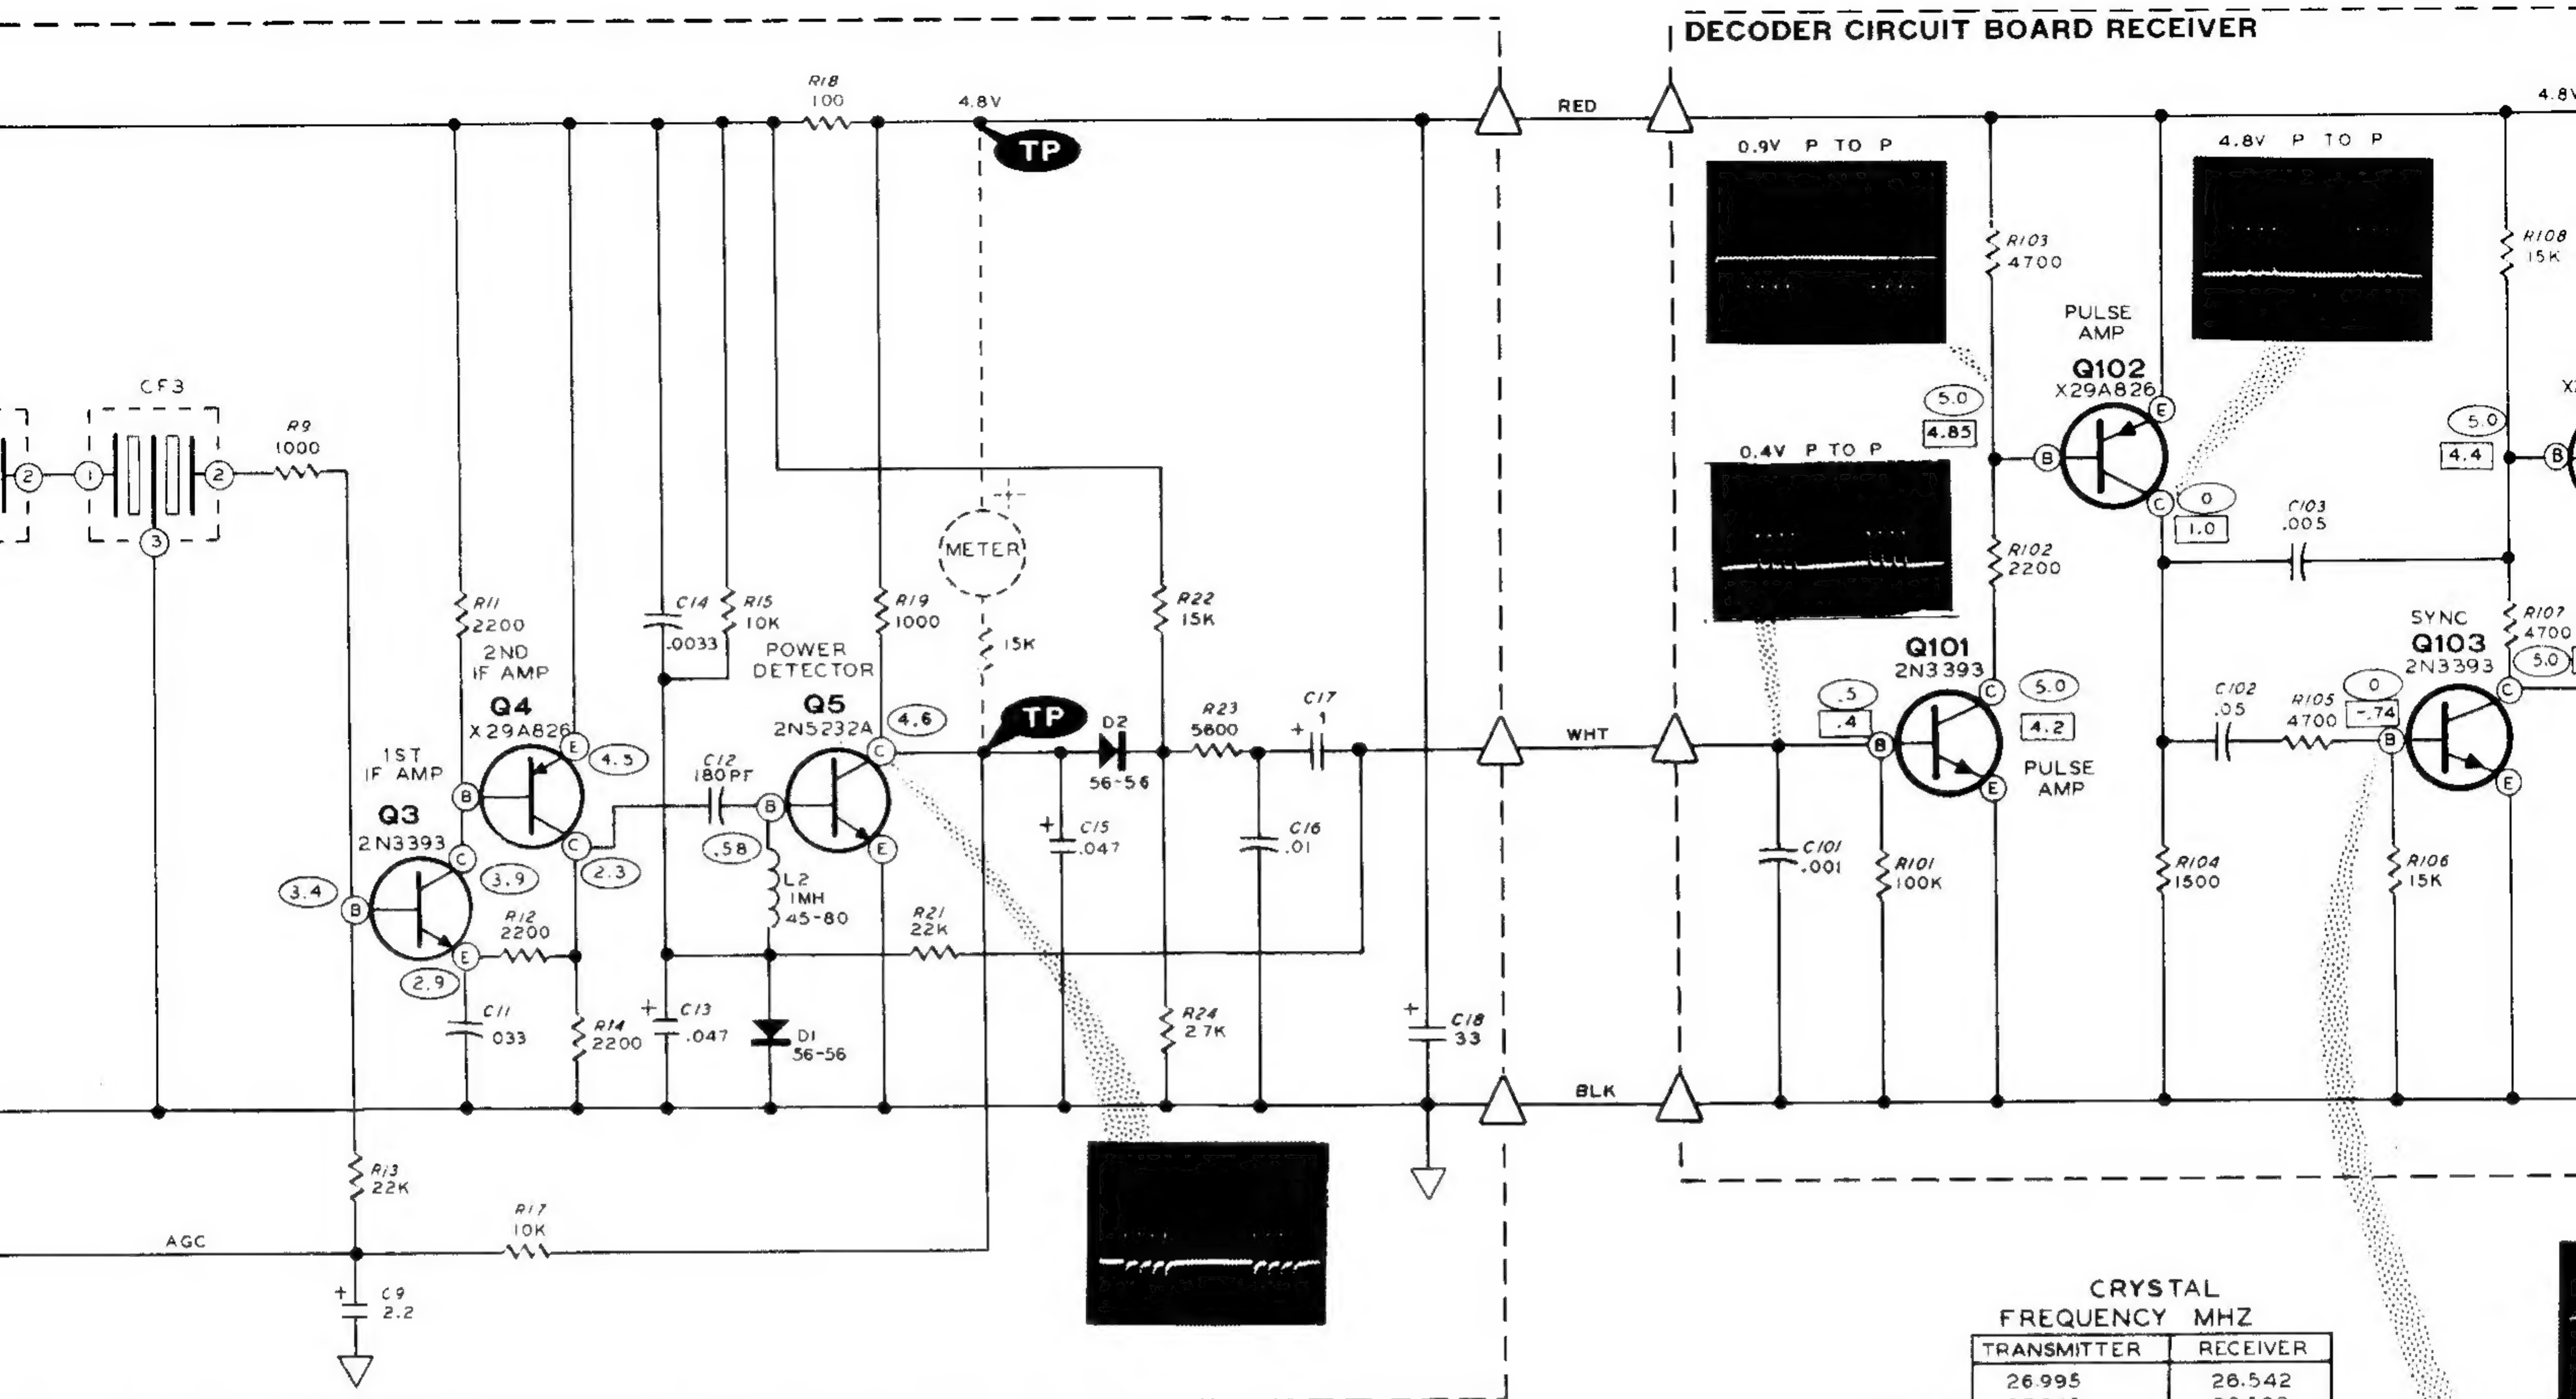 DECODER CIRCUIT BOARD RECEIVER
R18
100
4.8V
TP
RED
0.9V P TO P
4.8V P TO P
4.8V
R103
4700
R108
15K
PULSE
AMP
Q102
X29A826
E
B
C
5.0
4.85
0
1.0
5.0
4.4
B
CF3
2
1
2
3
R9
1000
METER
+
0.4V P TO P
C103
.005
R102
2200
R11
2200
C14
.0033
R15
10K
R19
1000
15K
R22
15K
2ND
IF AMP
Q4
X29A826
E
B
C
4.5
2.3
POWER
DETECTOR
Q5
2N5232A
C
B
E
4.6
.58
TP
D2
56-56
R23
5600
C17
+
1
WHT
Q101
2N3393
C
B
E
.5
.4
5.0
4.2
PULSE
AMP
SYNC
Q103
2N3393
C
B
E
0
-.74
5.0
R107
4700
C102
.05
R105
4700
1ST
IF AMP
Q3
2N3393
C
B
E
3.4
3.9
2.9
C12
180PF
L2
1MH
45-80
+
C15
.047
C16
.01
C101
.001
R101
100K
R104
1500
R106
15K
R12
2200
R21
22K
C11
033
R14
2200
+
C13
.047
D1
56-56
R24
27K
+
C18
33
BLK
R13
22K
R17
10K
AGC
+
C9
2.2
CRYSTAL
FREQUENCY MHZ
TRANSMITTER RECEIVER
26.995 26.542